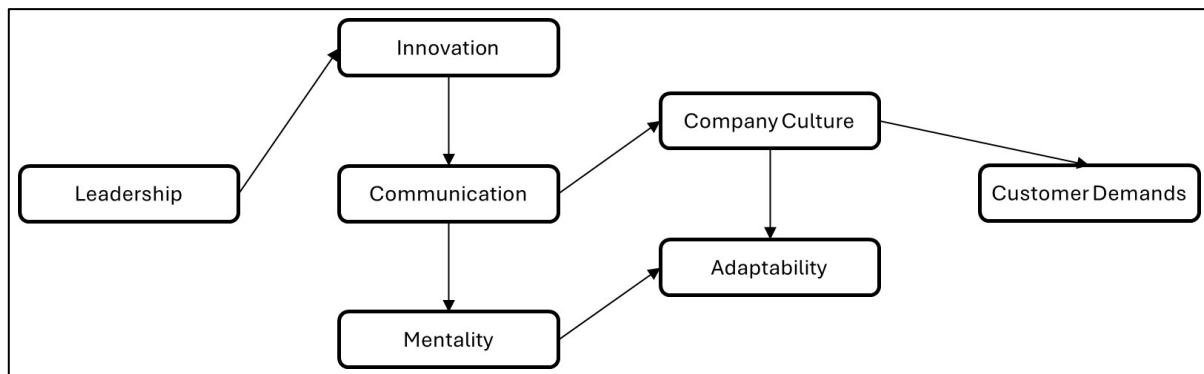 Innovation
Company Culture
Leadership
Communication
Customer Demands
Adaptability
Mentality